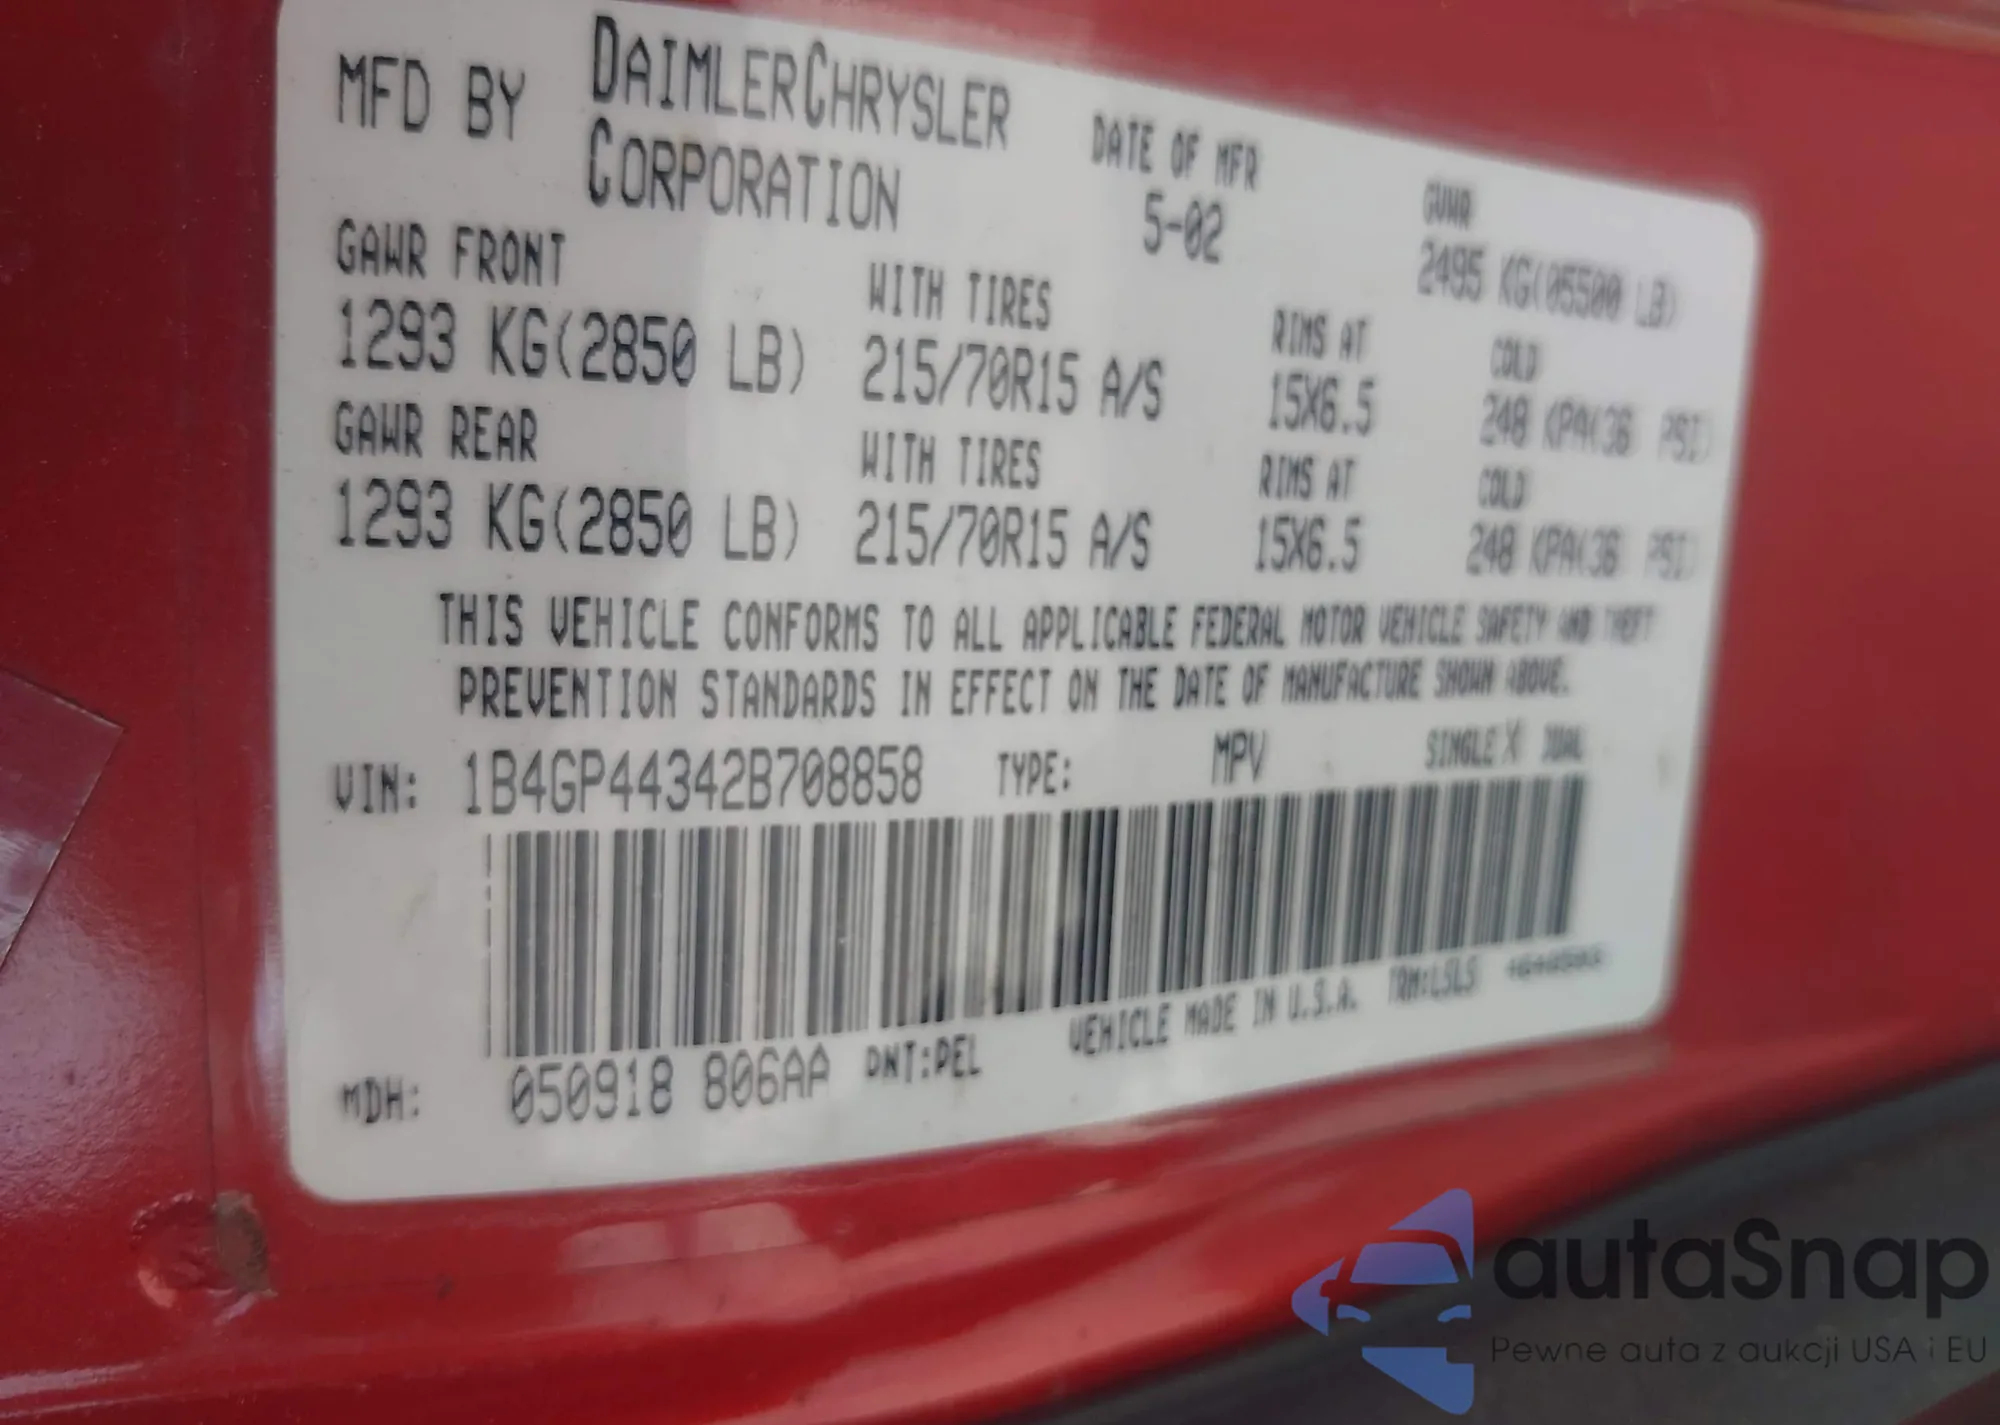 MFD BY DAIMLERCHRYSLER CORPORATION
DATE OF MFR 5-02
GVWR 2495 KG(05500 LB)
GAWR FRONT WITH TIRES RIMS AT COLD
1293 KG(2850 LB) 215/70R15 A/S 15X6.5 248 KPA(36 PSI)
GAWR REAR WITH TIRES RIMS AT COLD
1293 KG(2850 LB) 215/70R15 A/S 15X6.5 248 KPA(36 PSI)
THIS VEHICLE CONFORMS TO ALL APPLICABLE FEDERAL MOTOR VEHICLE SAFETY AND THEFT
PREVENTION STANDARDS IN EFFECT ON THE DATE OF MANUFACTURE SHOWN ABOVE.
VIN: 1B4GP44342B708858 TYPE: MPV SINGLE X DUAL
MDH: 050918 806AA PNT:PEL VEHICLE MADE IN U.S.A. TRM:LSL5
autaSnap
Pewne auta z aukcji USA i EU